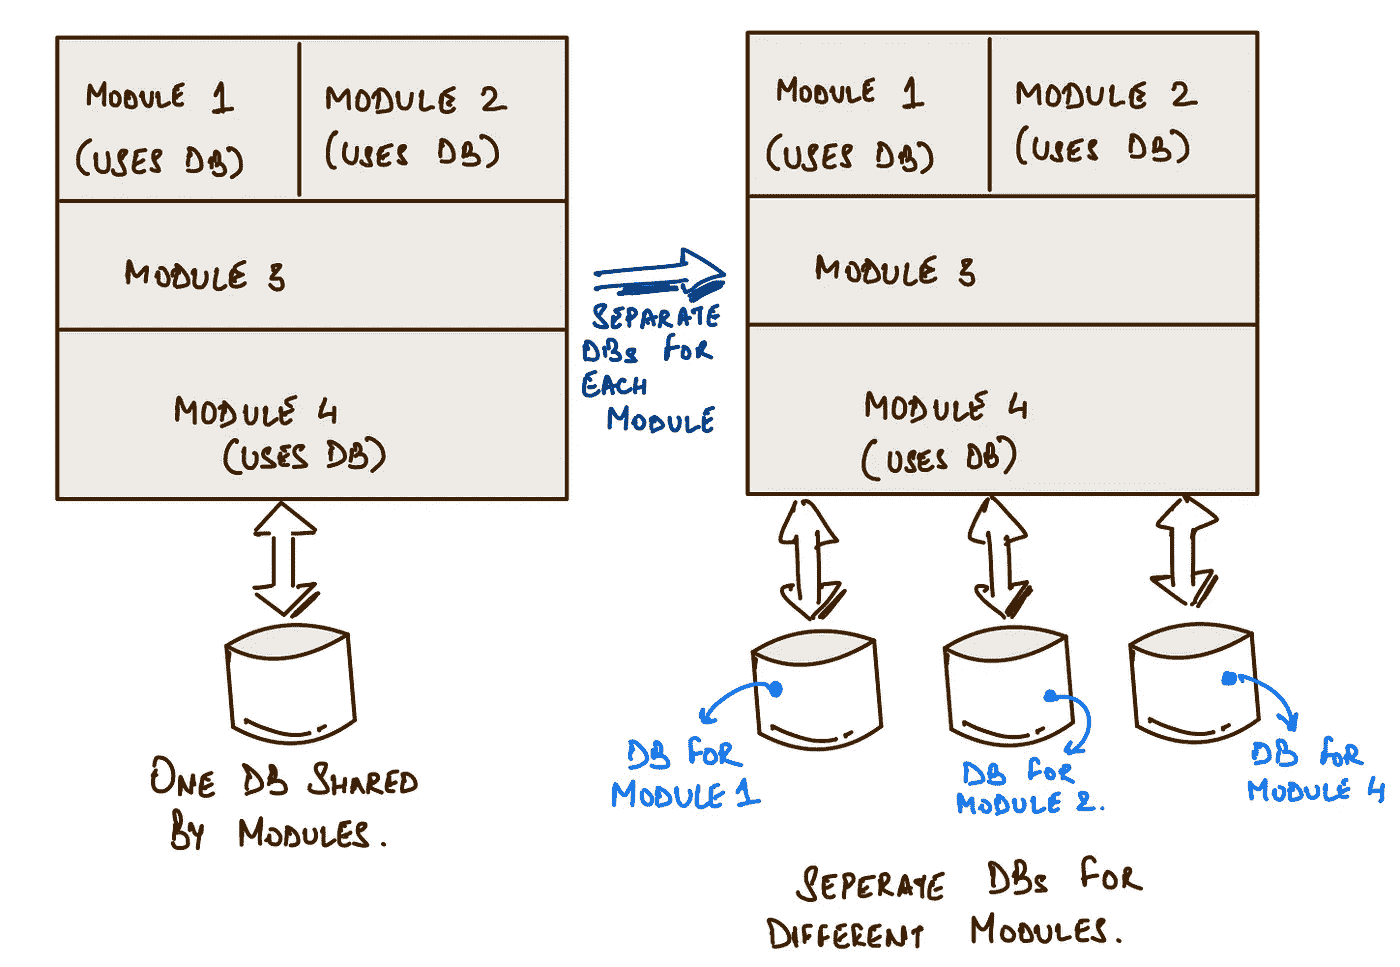 MODULE 1
(USES DB)
MODULE 2
(USES DB)
MODULE 3
MODULE 4
(USES DB)
ONE DB SHARED
BY MODULES.
SEPARATE
DBs FOR
EACH
MODULE
MODULE 1
(USES DB)
MODULE 2
(USES DB)
MODULE 3
MODULE 4
(USES DB)
DB FOR
MODULE 1
DB FOR
MODULE 2.
DB FOR
MODULE 4
SEPERATE DBs FOR
DIFFERENT MODULES.